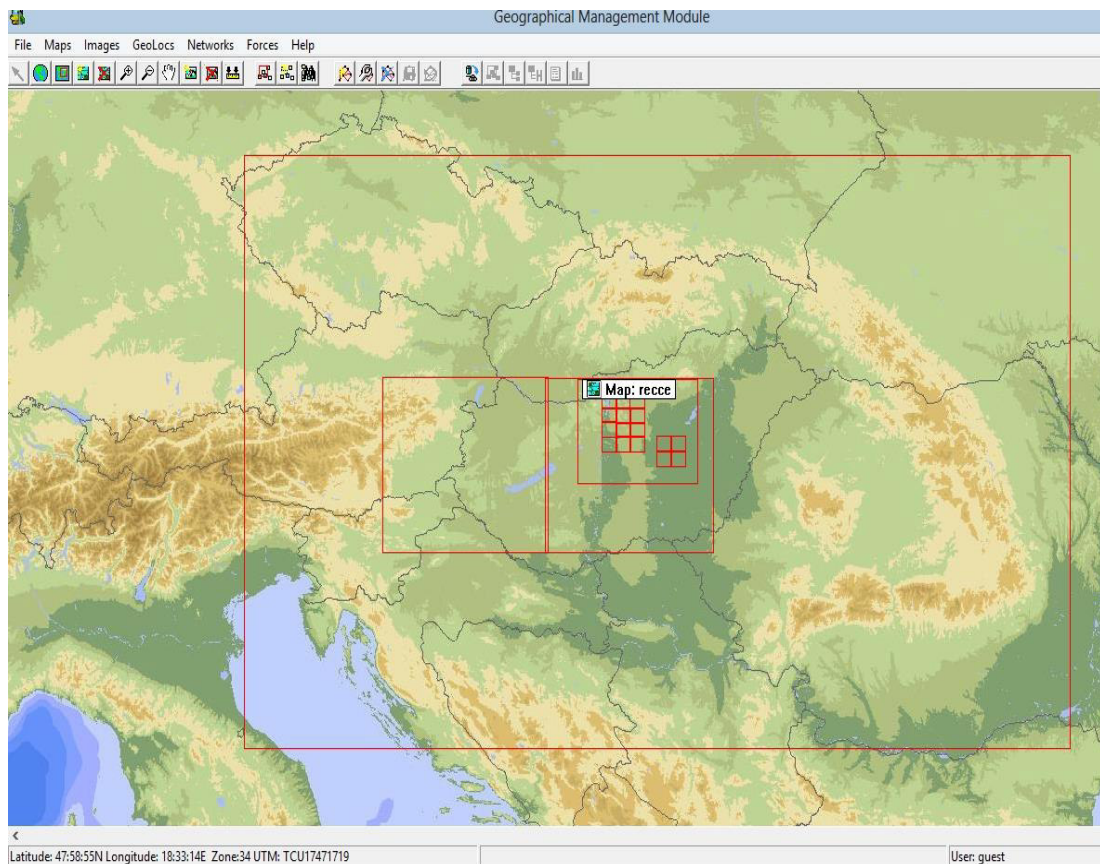 Geographical Management Module
File Maps Images GeoLocs Networks Forces Help
Map: recce
Latitude: 47:58:55N Longitude: 18:33:14E Zone:34 UTM: TCU17471719
User: guest